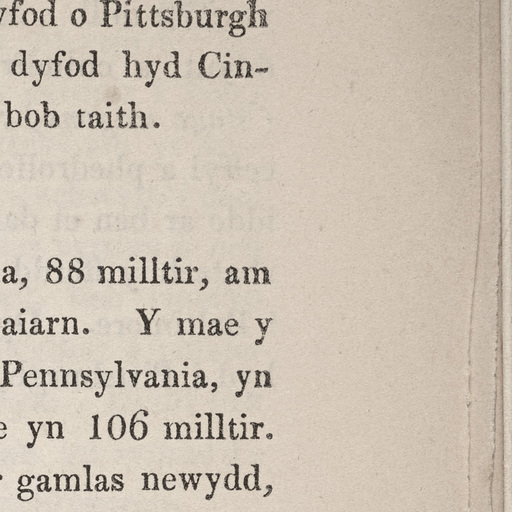 yfod o Pittsburgh
dyfod hyd Cin-
bob taith.
a, 88 milltir, am
aiarn. Y mae y
Pennsylvania, yn
e yn 106 milltir.
gamlas newydd,